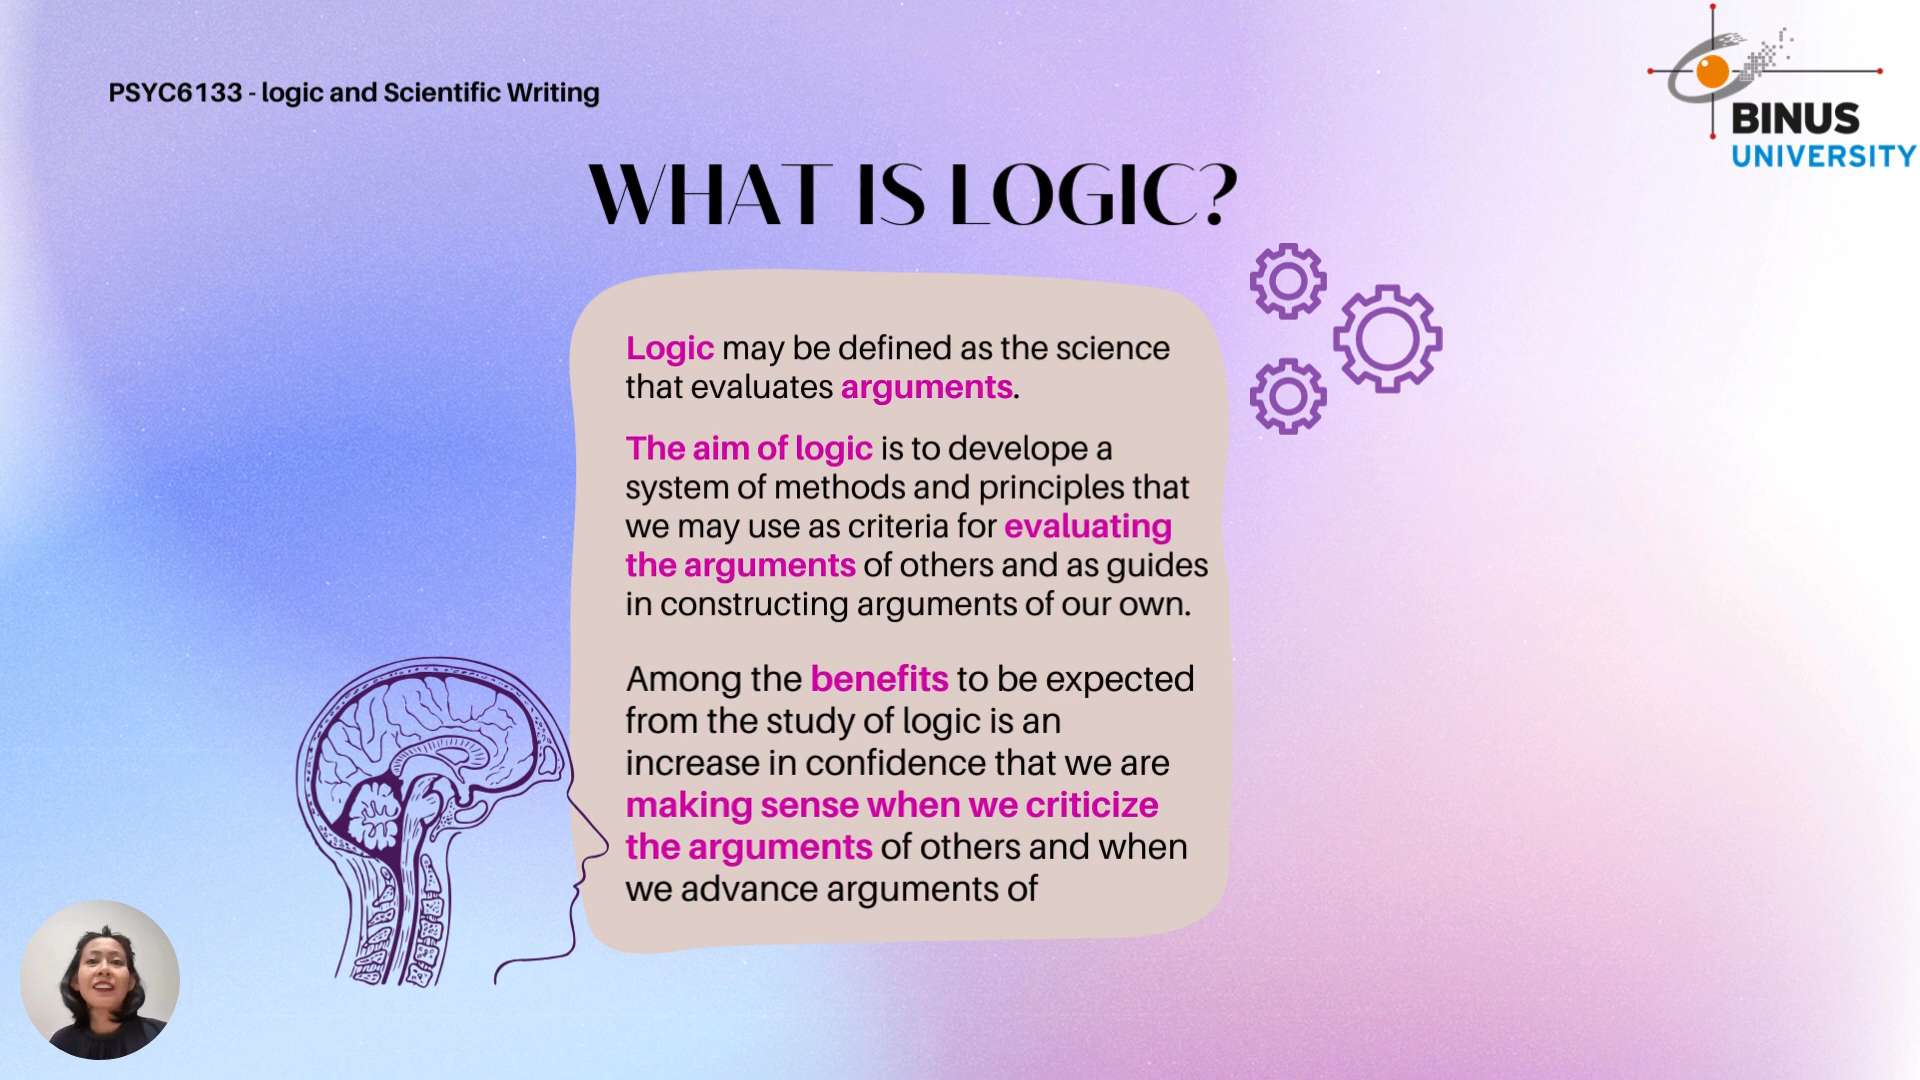 PSYC6133 - logic and Scientific Writing
BINUS
UNIVERSITY
WHAT IS LOGIC?
Logic may be defined as the science
that evaluates arguments.
The aim of logic is to develope a
system of methods and principles that
we may use as criteria for evaluating
the arguments of others and as guides
in constructing arguments of our own.
Among the benefits to be expected
from the study of logic is an
increase in confidence that we are
making sense when we criticize
the arguments of others and when
we advance arguments of